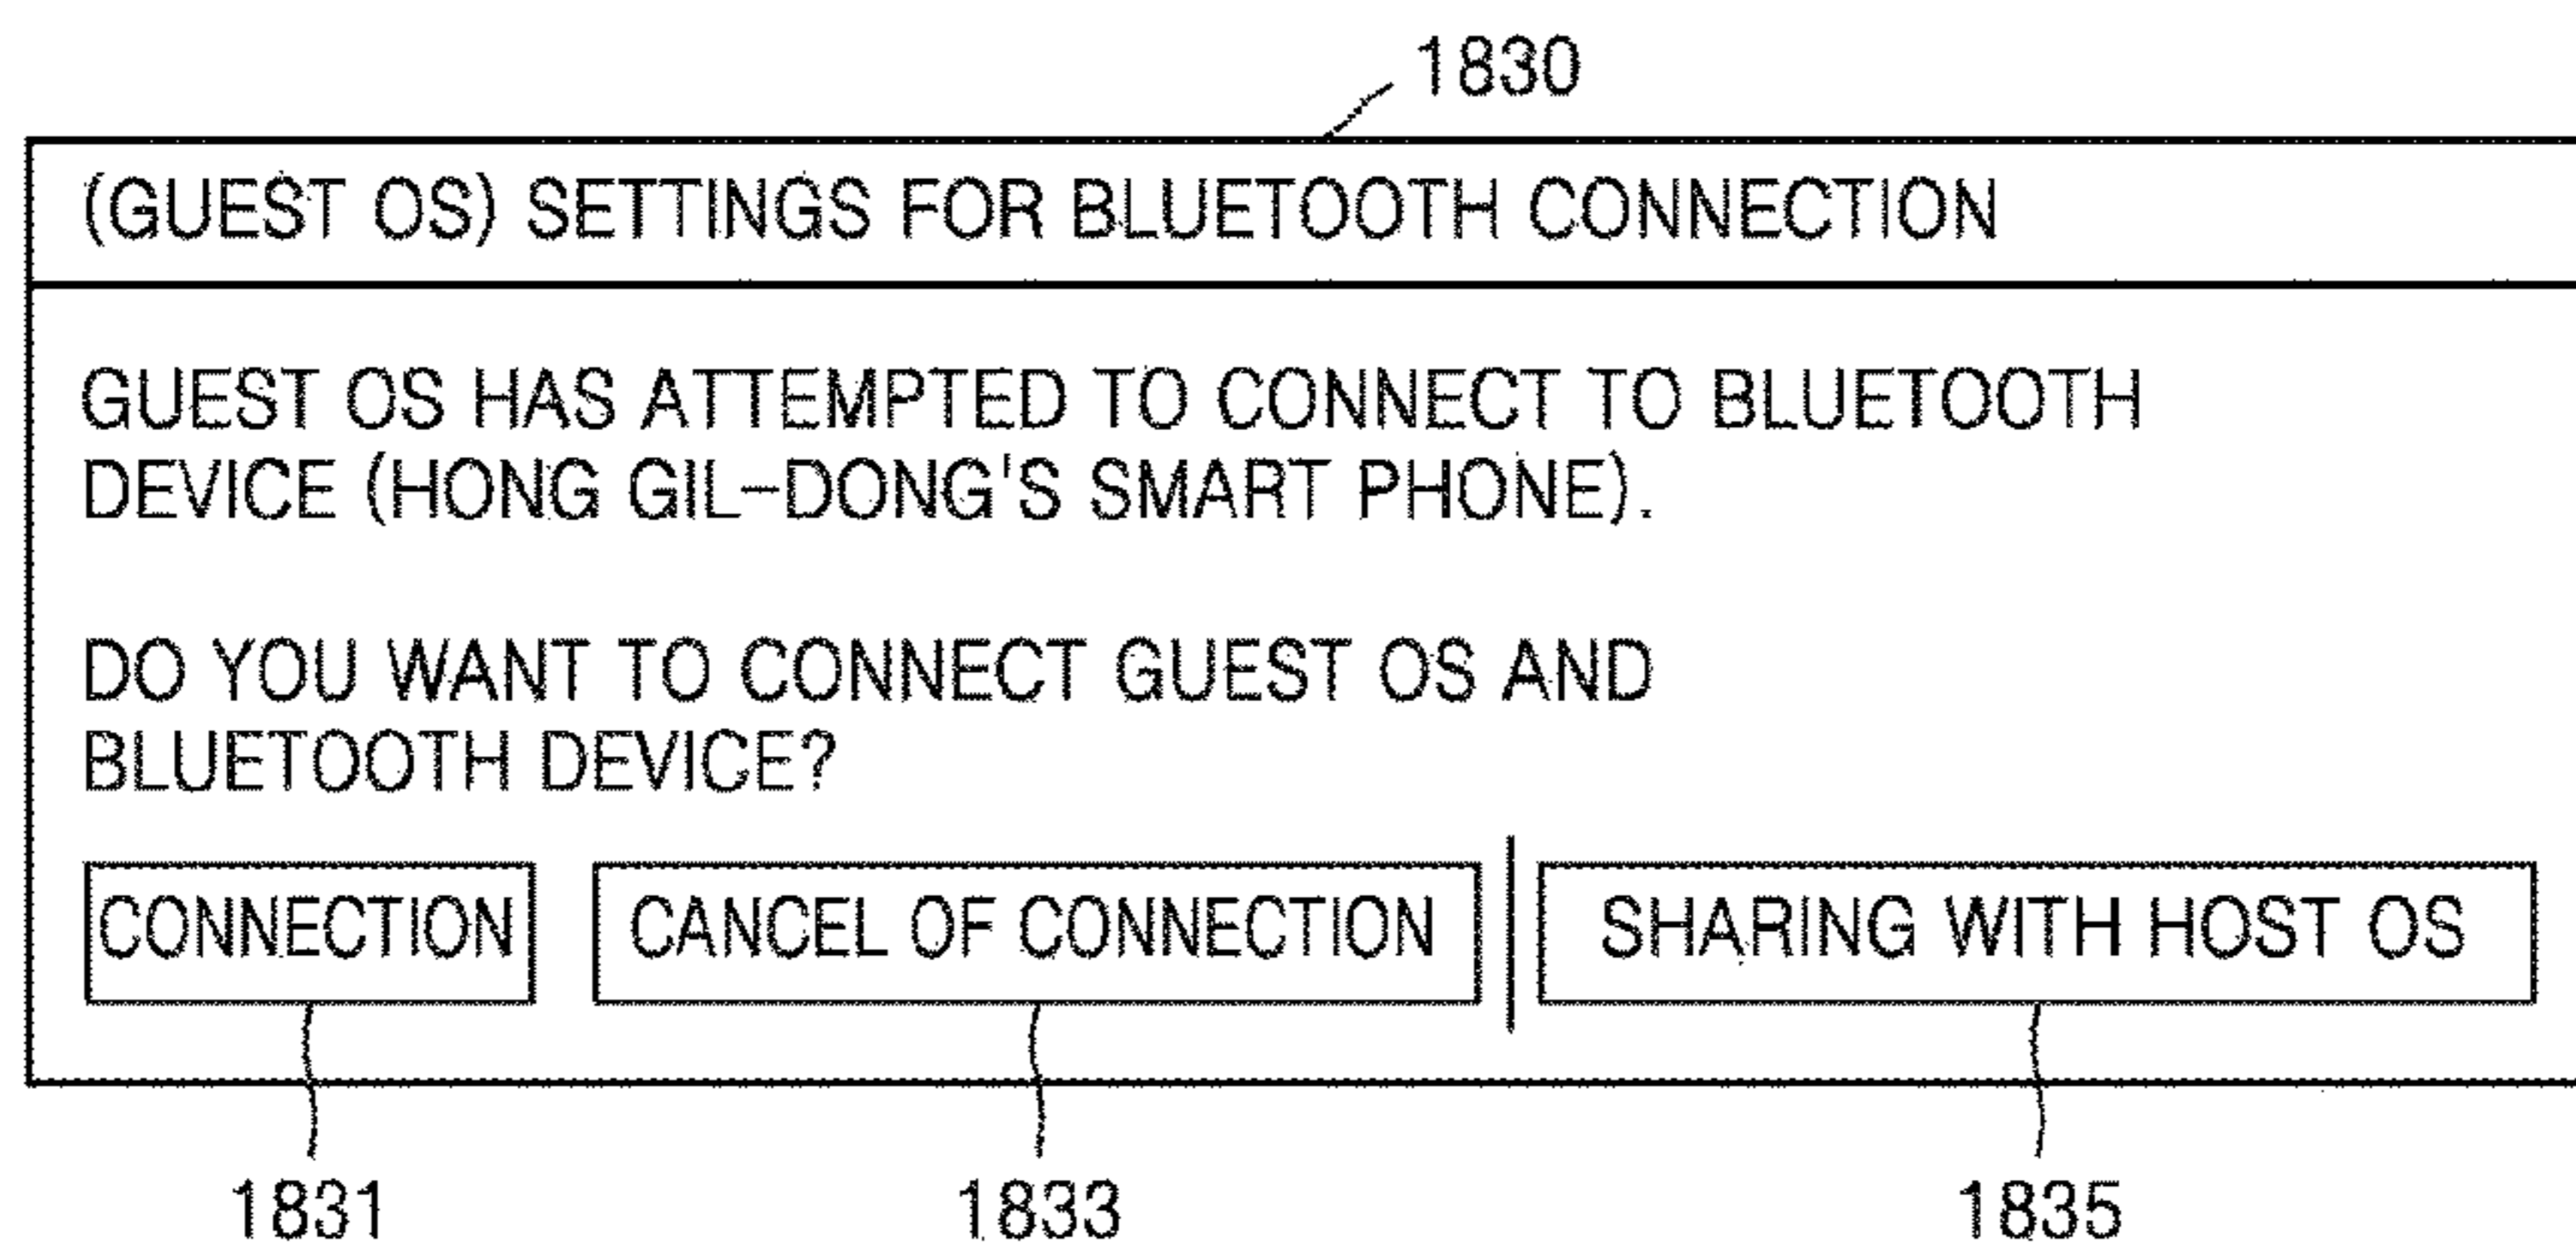 1830
(GUEST OS) SETTINGS FOR BLUETOOTH CONNECTION
GUEST OS HAS ATTEMPTED TO CONNECT TO BLUETOOTH
DEVICE (HONG GIL-DONG'S SMART PHONE).
DO YOU WANT TO CONNECT GUEST OS AND
BLUETOOTH DEVICE?
CONNECTION CANCEL OF CONNECTION SHARING WITH HOST OS
1831 1833 1835